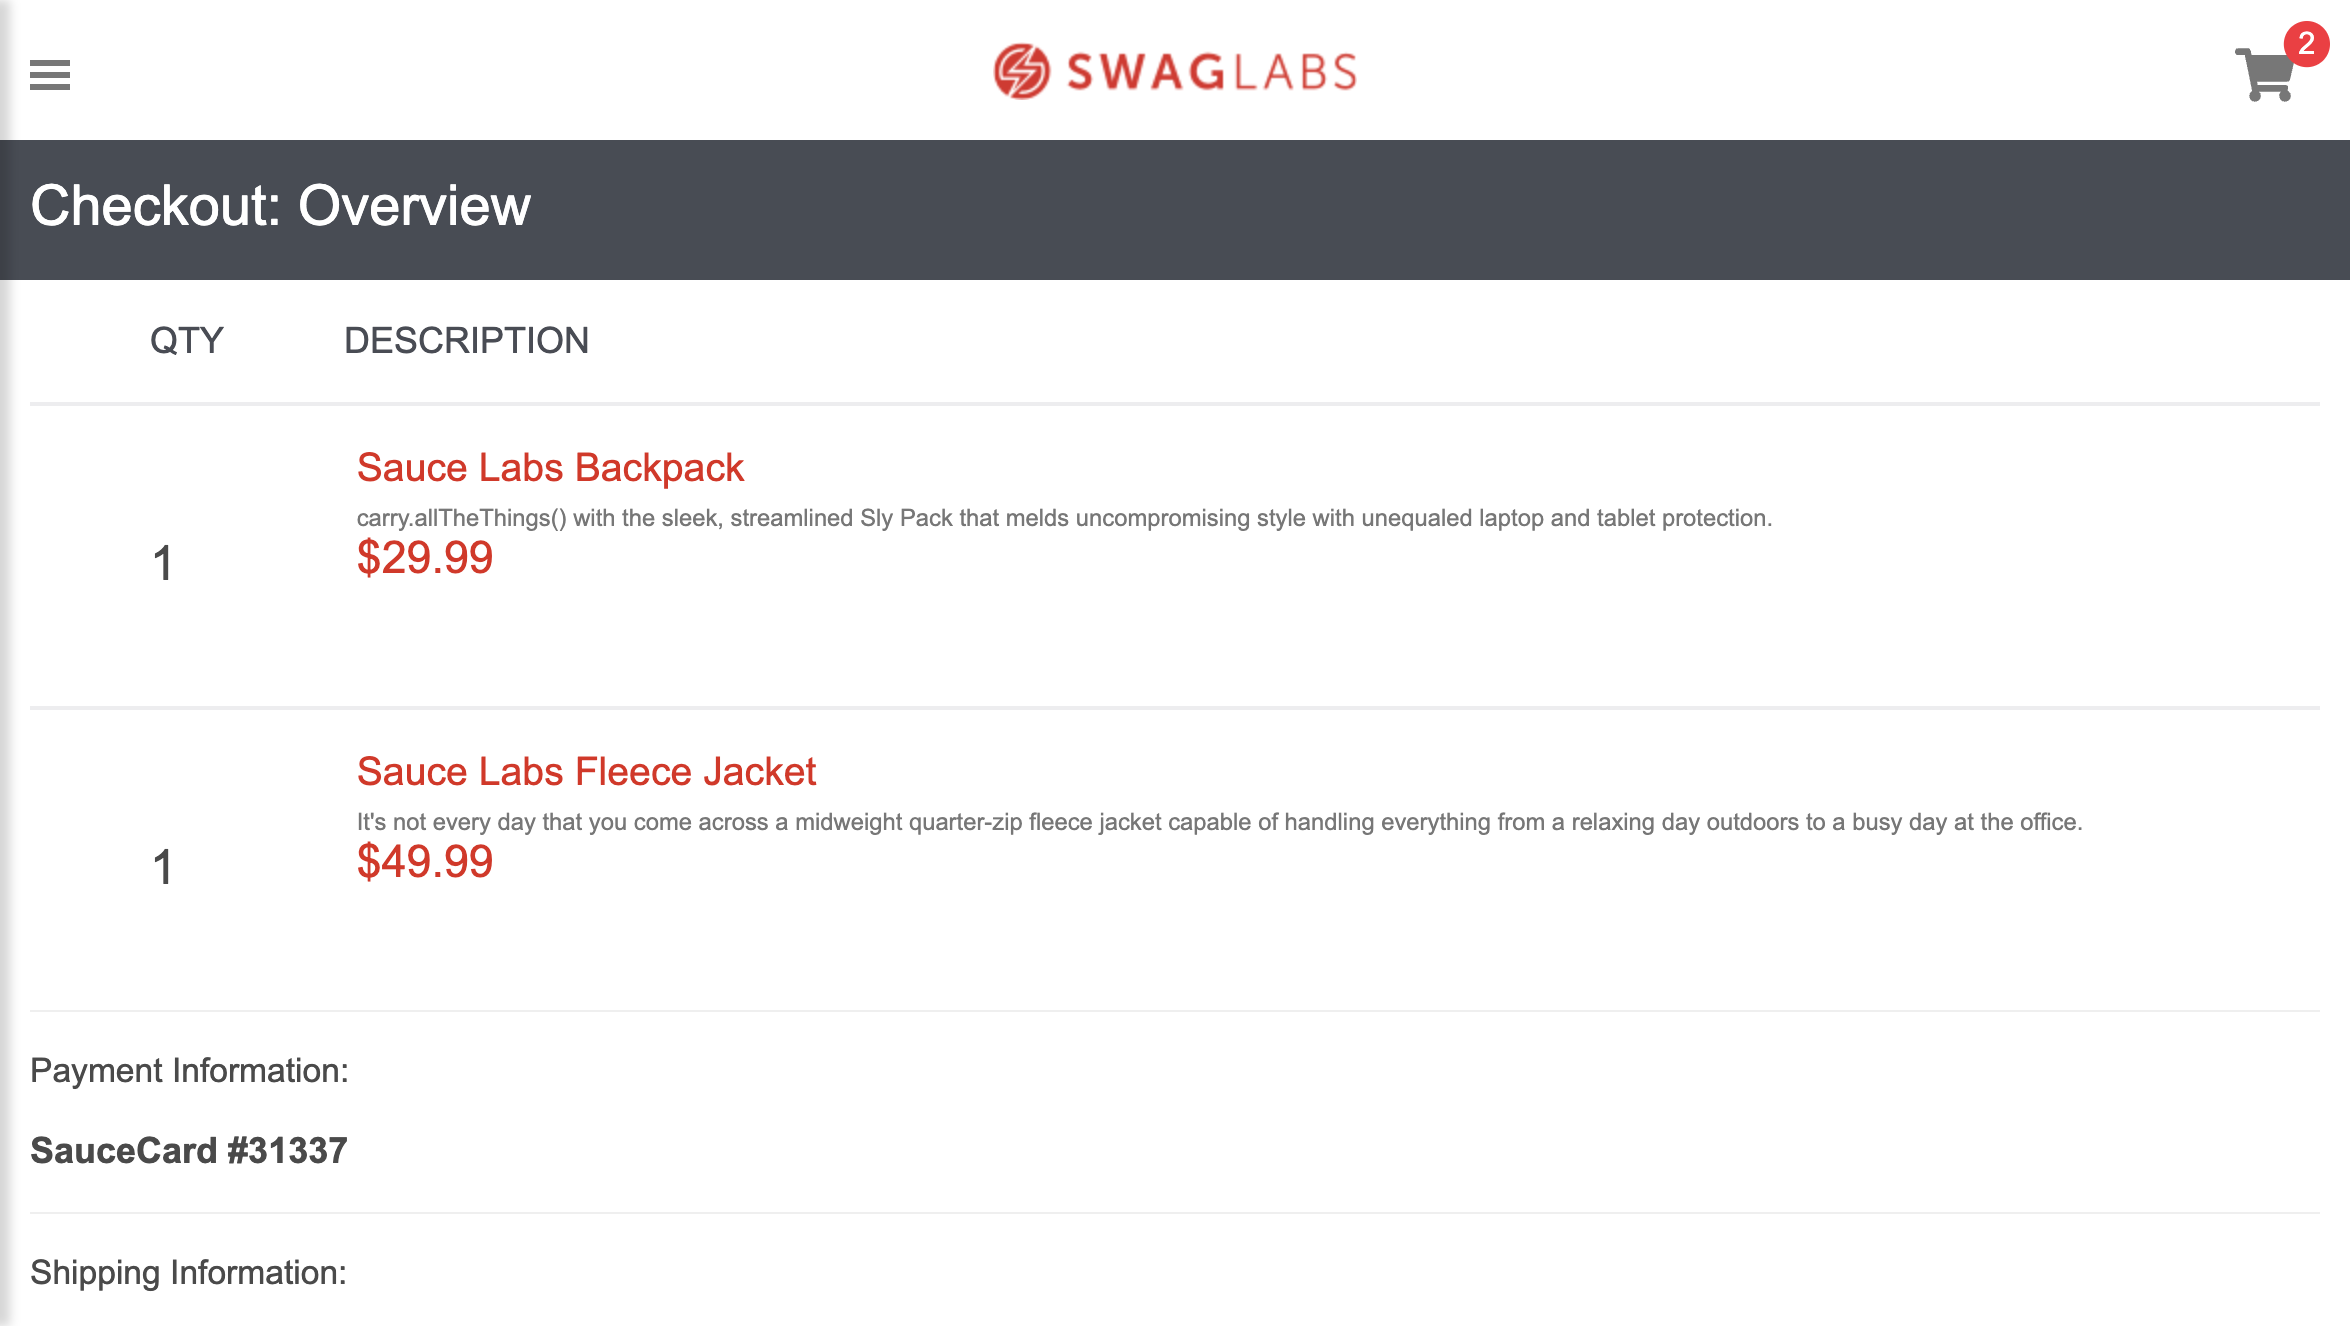 SWAGLABS
2
Checkout: Overview
QTY DESCRIPTION
Sauce Labs Backpack
carry.allTheThings() with the sleek, streamlined Sly Pack that melds uncompromising style with unequaled laptop and tablet protection.
1 $29.99
Sauce Labs Fleece Jacket
It's not every day that you come across a midweight quarter-zip fleece jacket capable of handling everything from a relaxing day outdoors to a busy day at the office.
1 $49.99
Payment Information:
SauceCard #31337
Shipping Information: